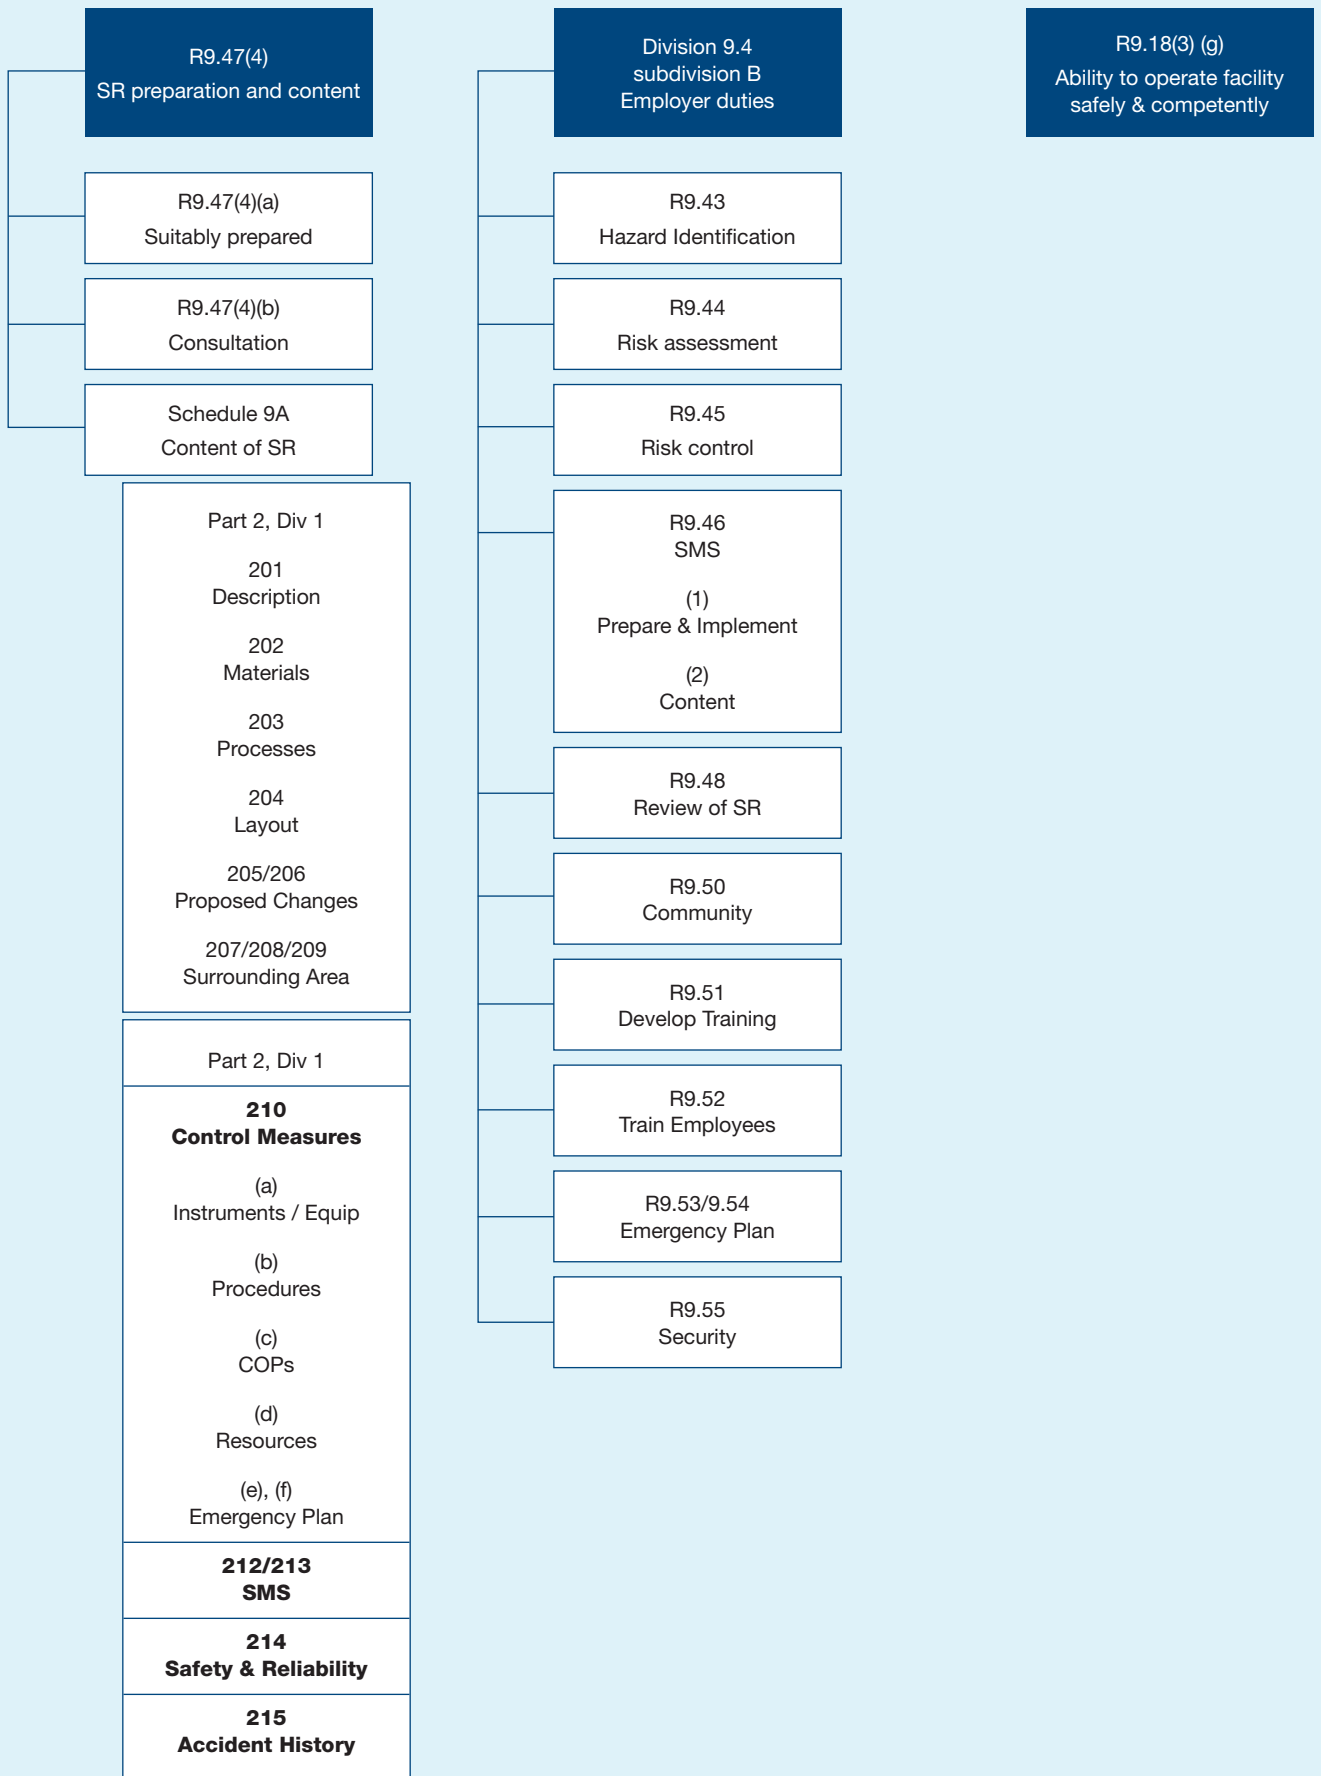 R9.47(4)
SR preparation and content
R9.47(4)(a)
Suitably prepared
R9.47(4)(b)
Consultation
Schedule 9A
Content of SR
Part 2, Div 1
201
Description
202
Materials
203
Processes
204
Layout
205/206
Proposed Changes
207/208/209
Surrounding Area
Part 2, Div 1
210
Control Measures
(a)
Instruments / Equip
(b)
Procedures
(c)
COPs
(d)
Resources
(e), (f)
Emergency Plan
212/213
SMS
214
Safety & Reliability
215
Accident History
Division 9.4
subdivision B
Employer duties
R9.43
Hazard Identification
R9.44
Risk assessment
R9.45
Risk control
R9.46
SMS
(1)
Prepare & Implement
(2)
Content
R9.48
Review of SR
R9.50
Community
R9.51
Develop Training
R9.52
Train Employees
R9.53/9.54
Emergency Plan
R9.55
Security
R9.18(3) (g)
Ability to operate facility
safely & competently